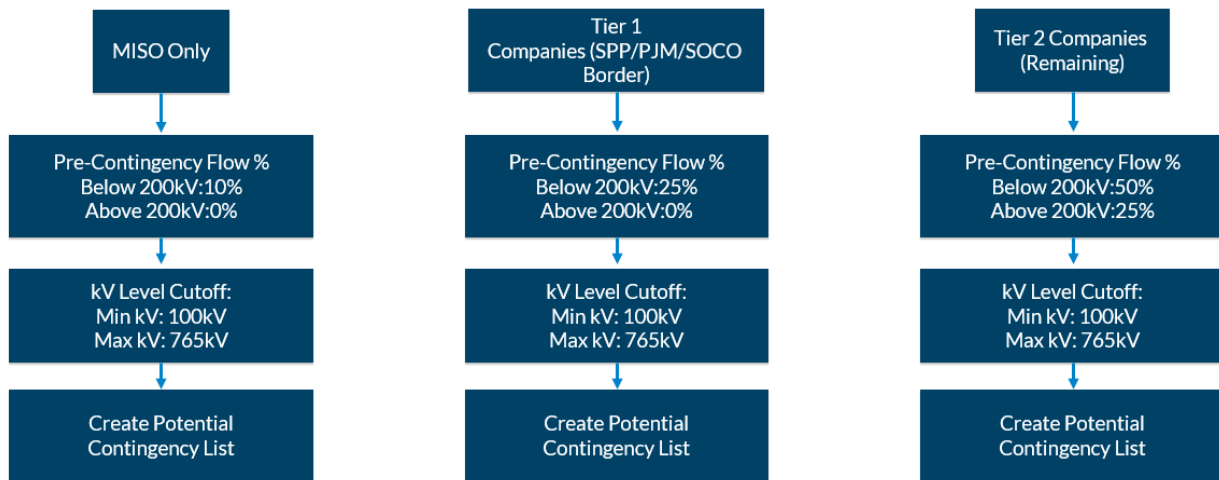 MISO Only
Pre-Contingency Flow %
Below 200kV:10%
Above 200kV:0%
kV Level Cutoff:
Min kV: 100kV
Max kV: 765kV
Create Potential
Contingency List
Tier 1
Companies (SPP/PJM/SOCO
Border)
Pre-Contingency Flow %
Below 200kV:25%
Above 200kV:0%
kV Level Cutoff:
Min kV: 100kV
Max kV: 765kV
Create Potential
Contingency List
Tier 2 Companies
(Remaining)
Pre-Contingency Flow %
Below 200kV:50%
Above 200kV:25%
kV Level Cutoff:
Min kV: 100kV
Max kV: 765kV
Create Potential
Contingency List